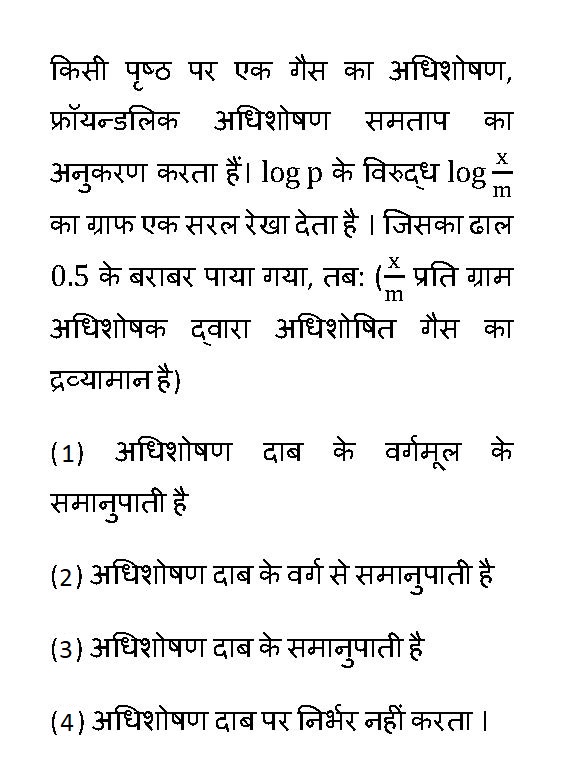 किसी पृष्ठ पर एक गैस का अधिशोषण,
फ्रॉयन्डलिक अधिशोषण समताप का
अनुकरण करता हैं। log p के विरुद्ध log x/m
का ग्राफ एक सरल रेखा देता है । जिसका ढाल
0.5 के बराबर पाया गया, तब: (x/m प्रति ग्राम
अधिशोषक द्वारा अधिशोषित गैस का
द्रव्यामान है)
(1) अधिशोषण दाब के वर्गमूल के
समानुपाती है
(2) अधिशोषण दाब के वर्ग से समानुपाती है
(3) अधिशोषण दाब के समानुपाती है
(4) अधिशोषण दाब पर निर्भर नहीं करता ।